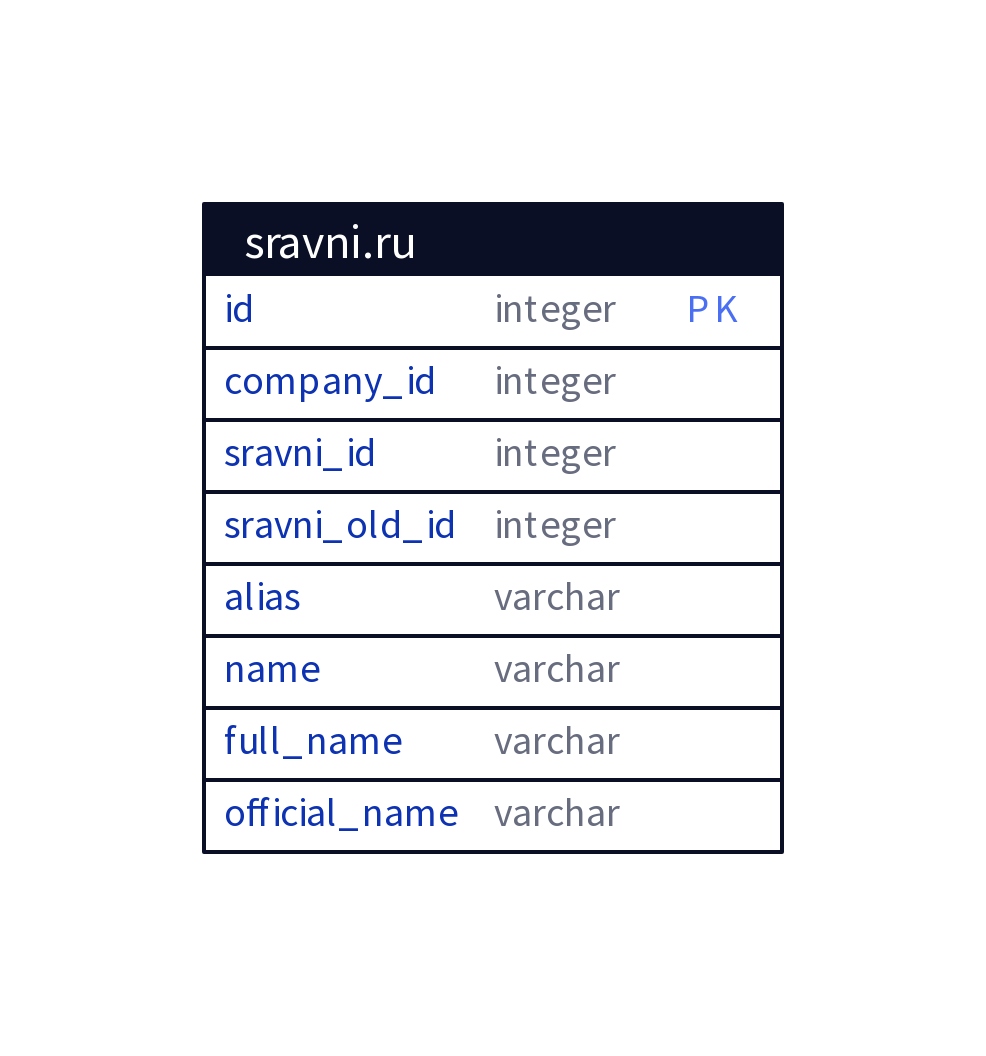 sravni.ru
id integer PK
company_id integer
sravni_id integer
sravni_old_id integer
alias varchar
name varchar
full_name varchar
official_name varchar